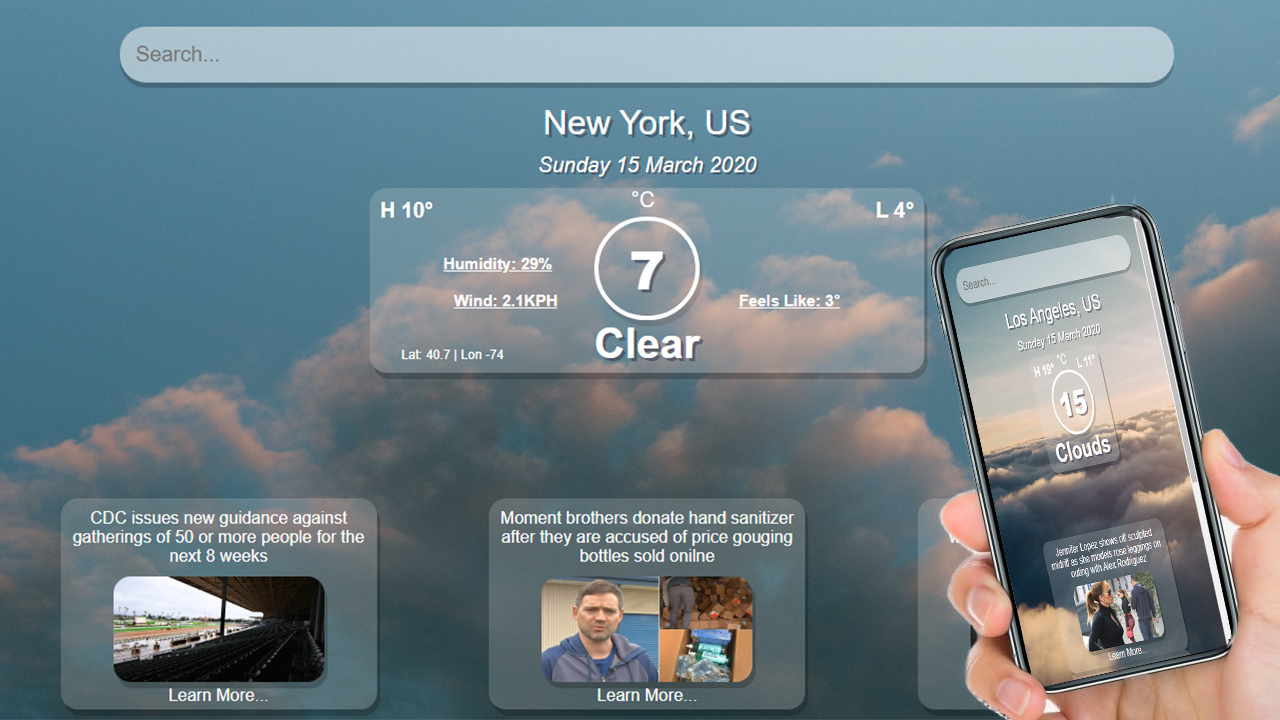 Search...
New York, US
Sunday 15 March 2020
°C
H 10°
L 4°
7
Humidity: 29%
Wind: 2.1KPH
Feels Like: 3°
Clear
Lat: 40.7 | Lon -74
CDC issues new guidance against
gatherings of 50 or more people for the
next 8 weeks
Learn More...
Moment brothers donate hand sanitizer
after they are accused of price gouging
bottles sold onilne
Learn More...
Search...
Los Angeles, US
Sunday 15 March 2020
°C
H 19°
L 11°
15
Clouds
Jennifer Lopez shows off sculpted
midriff as she models rose leggings on
outing with Alex Rodriguez
Learn More...